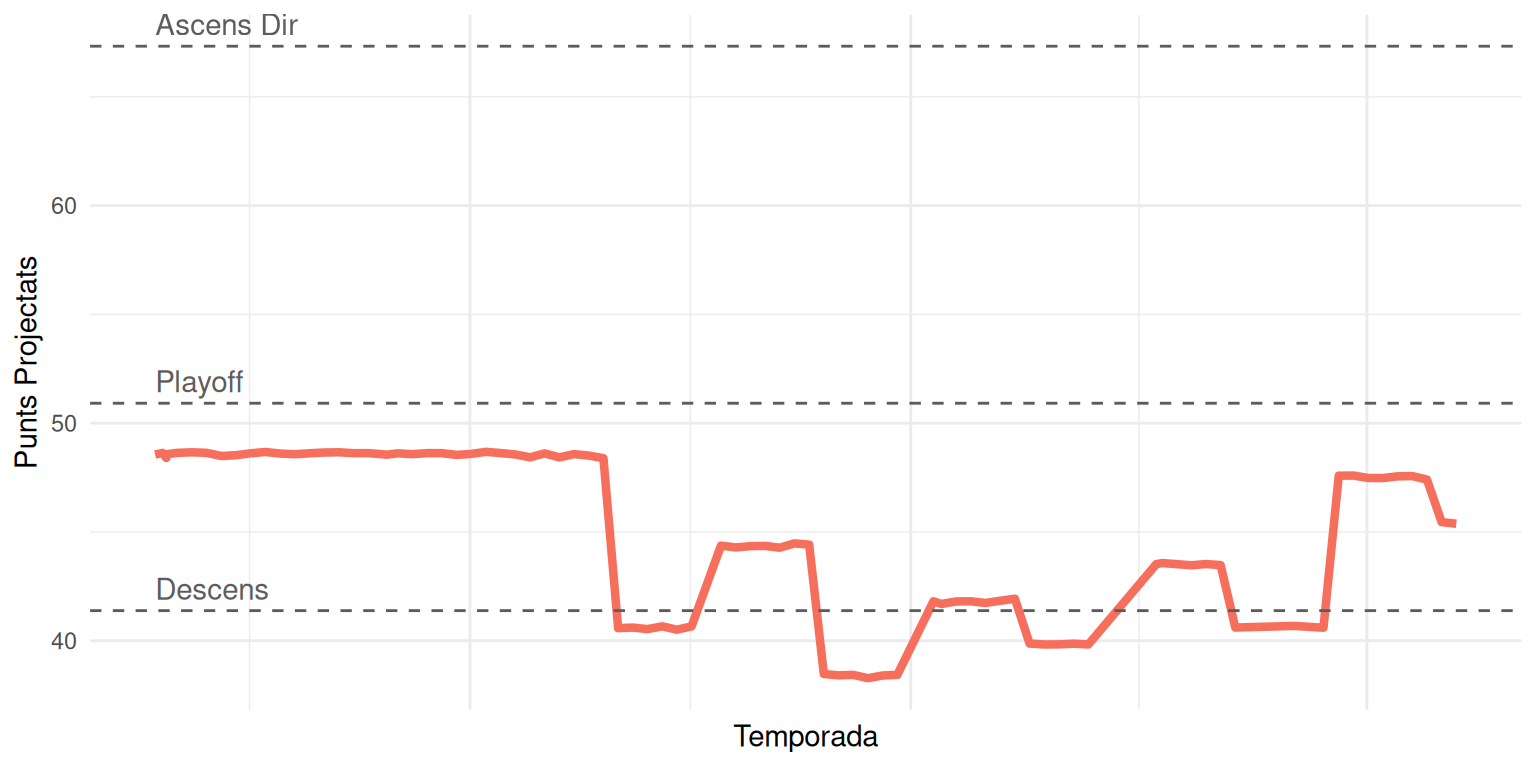 Ascens Dir
60
Playoff
50
Descens
40
Punts Projectats
Temporada